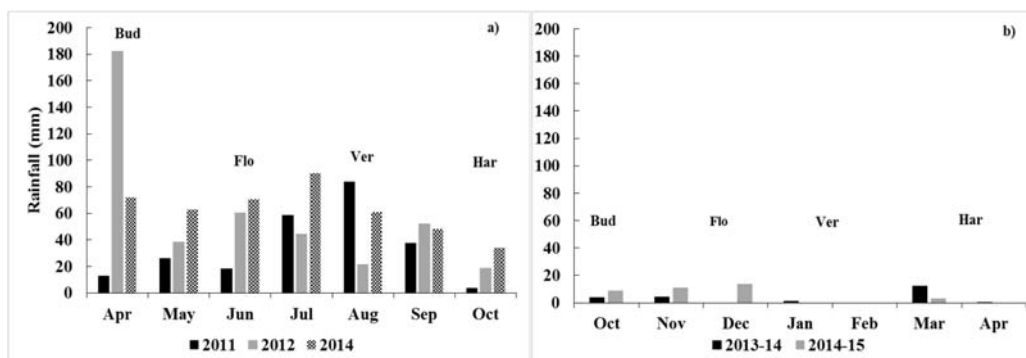 a)
Rainfall (mm)
200
180
160
140
120
100
80
60
40
20
0
Bud
Flo
Ver
Har
Apr May Jun Jul Aug Sep Oct
2011 2012 2014
b)
200
180
160
140
120
100
80
60
40
20
0
Bud
Flo
Ver
Har
Oct Nov Dec Jan Feb Mar Apr
2013-14 2014-15